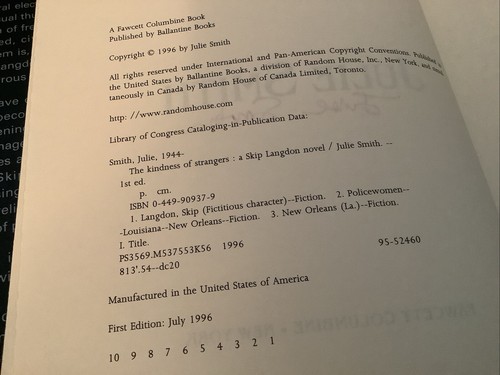 A Fawcett Columbine Book
Published by Ballantine Books
Copyright © 1996 by Julie Smith
All rights reserved under International and Pan-American Copyright Conventions. Published in
the United States by Ballantine Books, a division of Random House, Inc., New York, and simul-
taneously in Canada by Random House of Canada Limited, Toronto.
http: //www.randomhouse.com
Library of Congress Cataloging-in-Publication Data:
Smith, Julie, 1944-
The kindness of strangers : a Skip Langdon novel / Julie Smith. --
1st ed.
p. cm.
ISBN 0-449-90937-9
1. Langdon, Skip (Fictitious character)--Fiction. 2. Policewomen--
-Louisiana--New Orleans--Fiction. 3. New Orleans (La.)--Fiction.
I. Title.
PS3569.M537553K56 1996
813'.54--dc20
95-52460
Manufactured in the United States of America
First Edition: July 1996
10 9 8 7 6 5 4 3 2 1